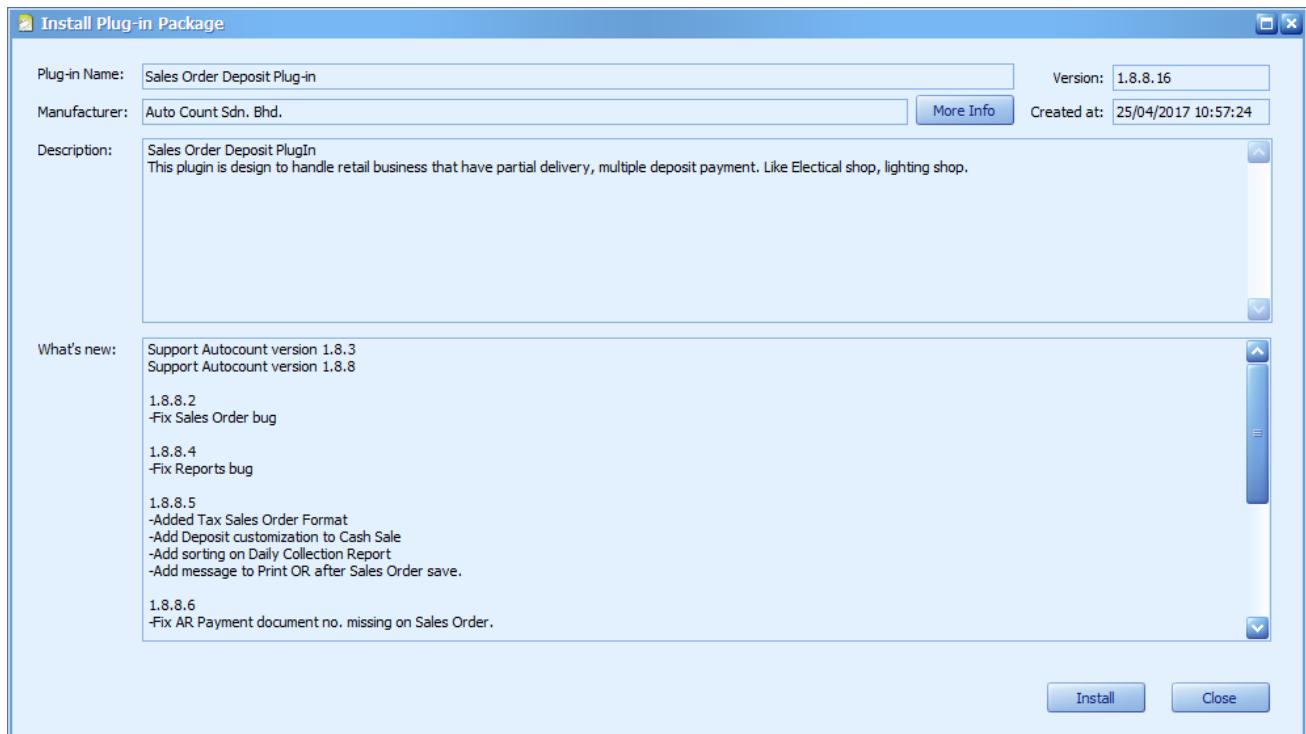 Install Plug-in Package
Plug-in Name: Sales Order Deposit Plug-in Version: 1.8.8.16
Manufacturer: Auto Count Sdn. Bhd. More Info Created at: 25/04/2017 10:57:24
Description: Sales Order Deposit PlugIn
This plugin is design to handle retail business that have partial delivery, multiple deposit payment. Like Electical shop, lighting shop.
What's new: Support Autocount version 1.8.3
Support Autocount version 1.8.8
1.8.8.2
-Fix Sales Order bug
1.8.8.4
-Fix Reports bug
1.8.8.5
-Added Tax Sales Order Format
-Add Deposit customization to Cash Sale
-Add sorting on Daily Collection Report
-Add message to Print OR after Sales Order save.
1.8.8.6
-Fix AR Payment document no. missing on Sales Order.
Install Close